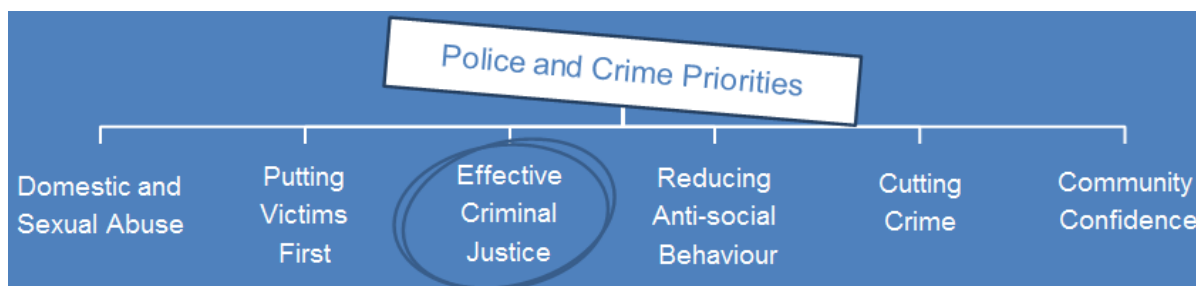 Police and Crime Priorities
Domestic and
Sexual Abuse
Putting
Victims
First
Effective
Criminal
Justice
Reducing
Anti-social
Behaviour
Cutting
Crime
Community
Confidence